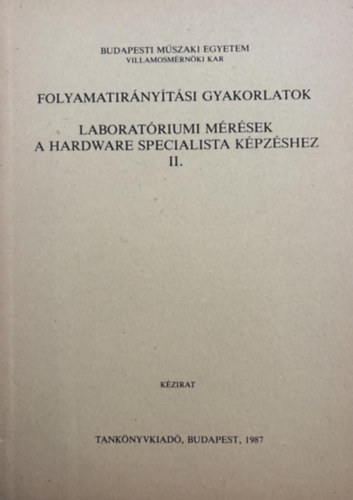 BUDAPESTI MŰSZAKI EGYETEM
VILLAMOSMÉRNÖKI KAR
FOLYAMATIRÁNYÍTÁSI GYAKORLATOK
LABORATÓRIUMI MÉRÉSEK
A HARDWARE SPECIALISTA KÉPZÉSHEZ
II.
KÉZIRAT
TANKÖNYVKIADÓ, BUDAPEST, 1987